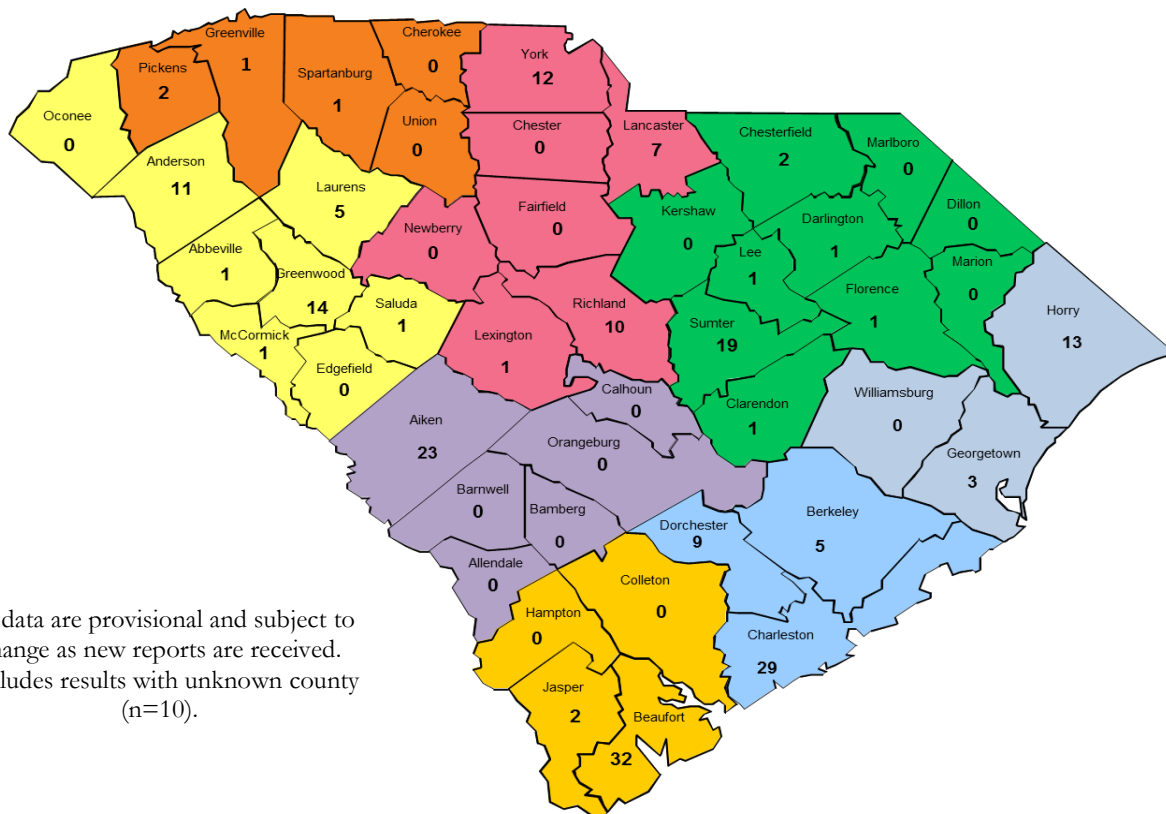 Greenville
1
Cherokee
0
York
12
Pickens
2
Spartanburg
1
Oconee
0
Union
0
Chester
0
Lancaster
7
Chesterfield
2
Marlboro
0
Anderson
11
Laurens
5
Newberry
0
Fairfield
0
Kershaw
0
Darlington
1
Dillon
0
Abbeville
1
Greenwood
14
Lee
1
Marion
0
Saluda
1
Richland
10
Florence
1
Horry
13
McCormick
1
Lexington
1
Sumter
19
Edgefield
0
Calhoun
0
Clarendon
1
Williamsburg
0
Aiken
23
Orangeburg
0
Georgetown
3
Barnwell
0
Bamberg
0
Dorchester
9
Berkeley
5
Allendale
0
Colleton
0
Hampton
0
Charleston
29
Jasper
2
Beaufort
32
data are provisional and subject to
ange as new reports are received.
ludes results with unknown county
(n=10).